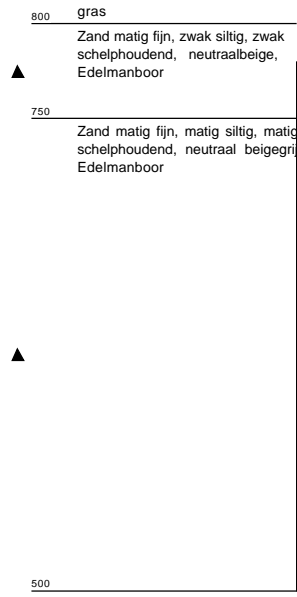 800 gras
Zand matig fijn, zwak siltig, zwak
schelphoudend, neutraalbeige,
Edelmanboor
750
Zand matig fijn, matig siltig, matig
schelphoudend, neutraal beigegrij
Edelmanboor
500